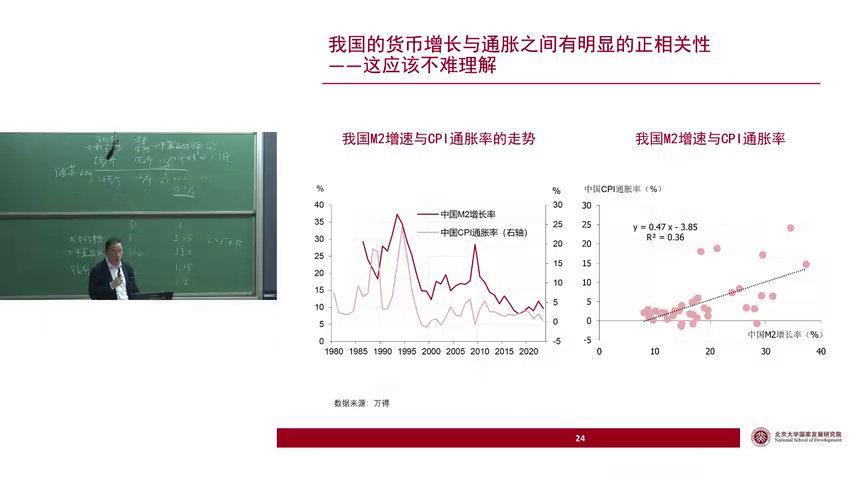 我国的货币增长与通胀之间有明显的正相关性
——这应该不难理解
我国M2增速与CPI通胀率的走势
%
%
40
35
30
25
20
15
10
5
0
中国M2增长率
中国CPI通胀率（右轴）
30
25
20
15
10
5
0
-5
1980 1985 1990 1995 2000 2005 2010 2015 2020
我国M2增速与CPI通胀率
中国CPI通胀率（%）
30
25
20
15
10
5
0
-5
y = 0.47 x - 3.85
R² = 0.36
中国M2增长率（%）
0 10 20 30 40
数据来源：万得
24
北京大学国家发展研究院
National School of Development